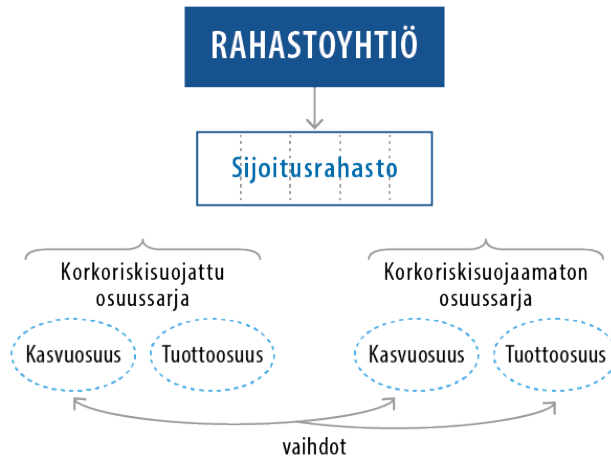 RAHASTOYHTIÖ
Sijoitusrahasto
Korkoriskisuojattu
osuussarja
Korkoriskisuojaamaton
osuussarja
Kasvuosuus
Tuottoosuus
Kasvuosuus
Tuottoosuus
vaihdot